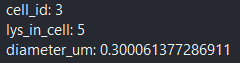 cell_id: 3
lys_in_cell: 5
diameter_um: 0.300061377286911